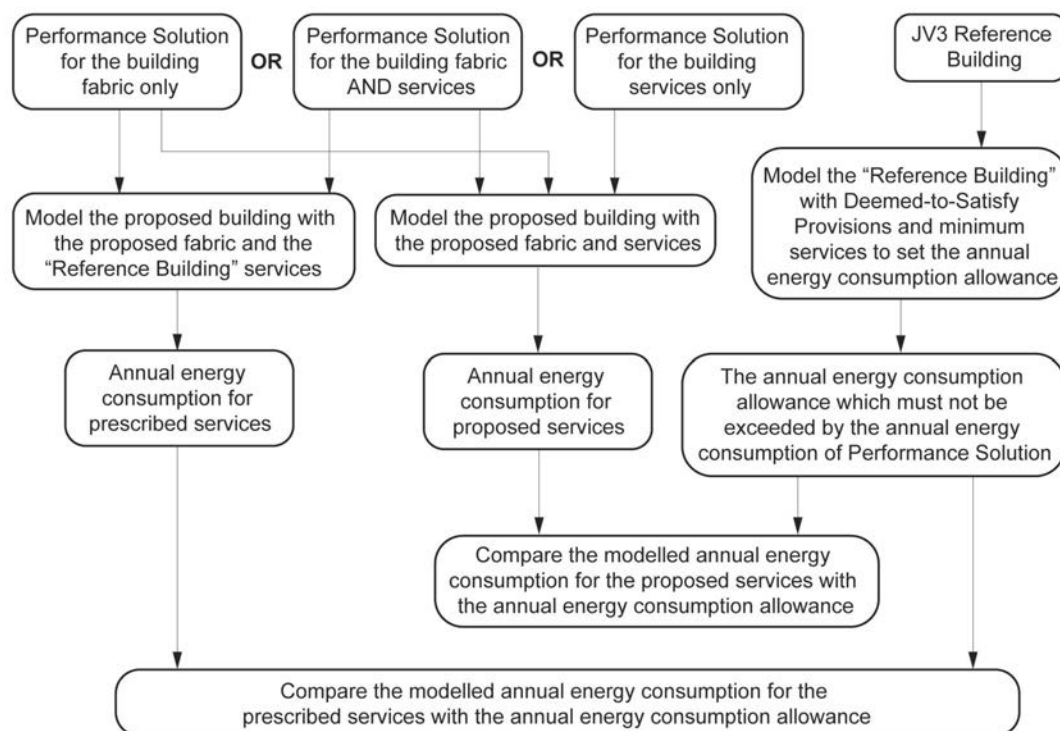 Performance Solution
for the building
fabric only
OR
Performance Solution
for the building fabric
AND services
OR
Performance Solution
for the building
services only
JV3 Reference
Building
Model the proposed building with
the proposed fabric and the
“Reference Building” services
Model the proposed building with
the proposed fabric and services
Model the “Reference Building”
with Deemed-to-Satisfy
Provisions and minimum
services to set the annual
energy consumption allowance
Annual energy
consumption for
prescribed services
Annual energy
consumption for
proposed services
The annual energy consumption
allowance which must not be
exceeded by the annual energy
consumption of Performance Solution
Compare the modelled annual energy
consumption for the proposed services with
the annual energy consumption allowance
Compare the modelled annual energy consumption for the
prescribed services with the annual energy consumption allowance